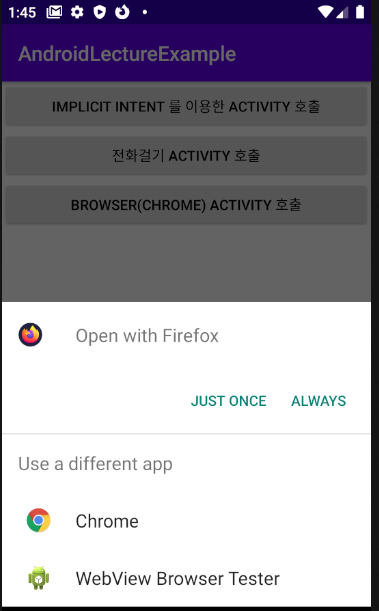 1:45
AndroidLectureExample
IMPLICIT INTENT 를 이용한 ACTIVITY 호출
전화걸기 ACTIVITY 호출
BROWSER(CHROME) ACTIVITY 호출
Open with Firefox
JUST ONCE ALWAYS
Use a different app
Chrome
WebView Browser Tester